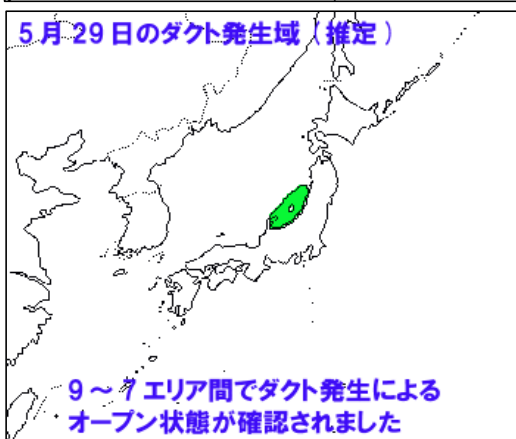 5月29日のダクト発生域（推定）
9～7エリア間でダクト発生による
オープン状態が確認されました